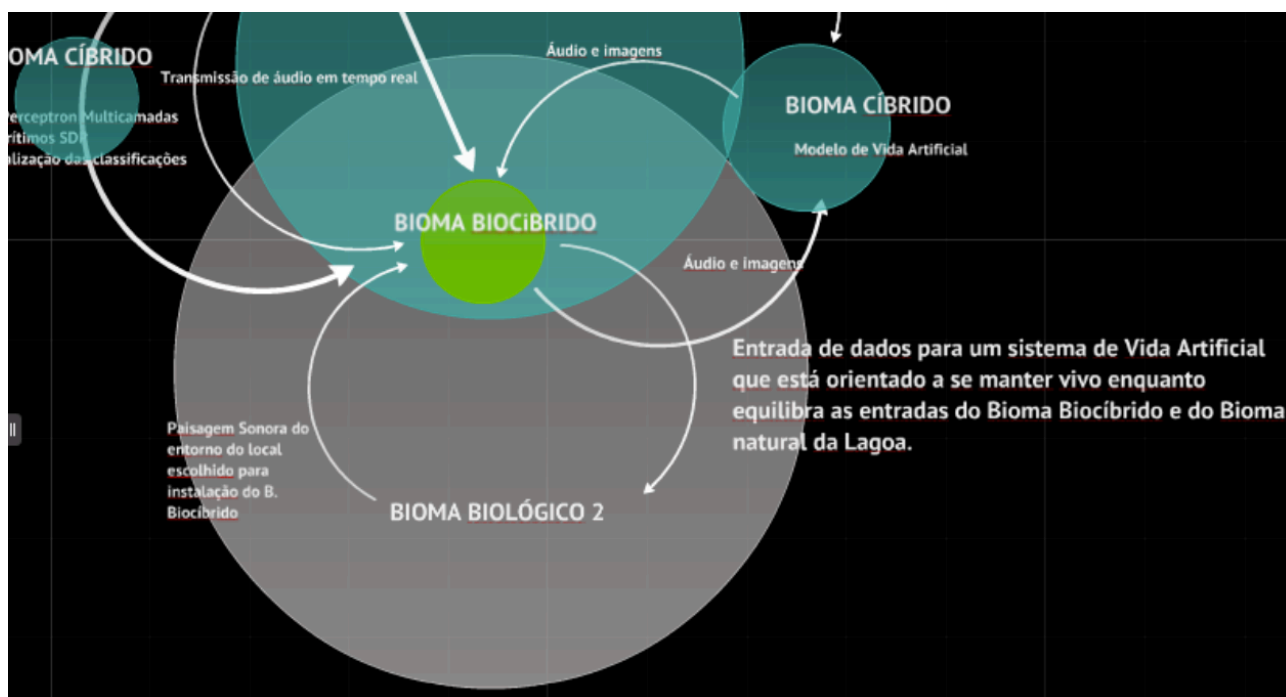 OMA CÍBRIDO
Perceptron Multicamadas
rítimos SDR
alização das classificações
Transmissão de áudio em tempo real
Áudio e imagens
BIOMA CÍBRIDO
Modelo de Vida Artificial
BIOMA BIOCiBRIDO
Áudio e imagens
Entrada de dados para um sistema de Vida Artificial
que está orientado a se manter vivo enquanto
equilibra as entradas do Bioma Biocíbrido e do Bioma
natural da Lagoa.
Paisagem Sonora do
entorno do local
escolhido para
instalação do B.
Biocíbrido
BIOMA BIOLÓGICO 2